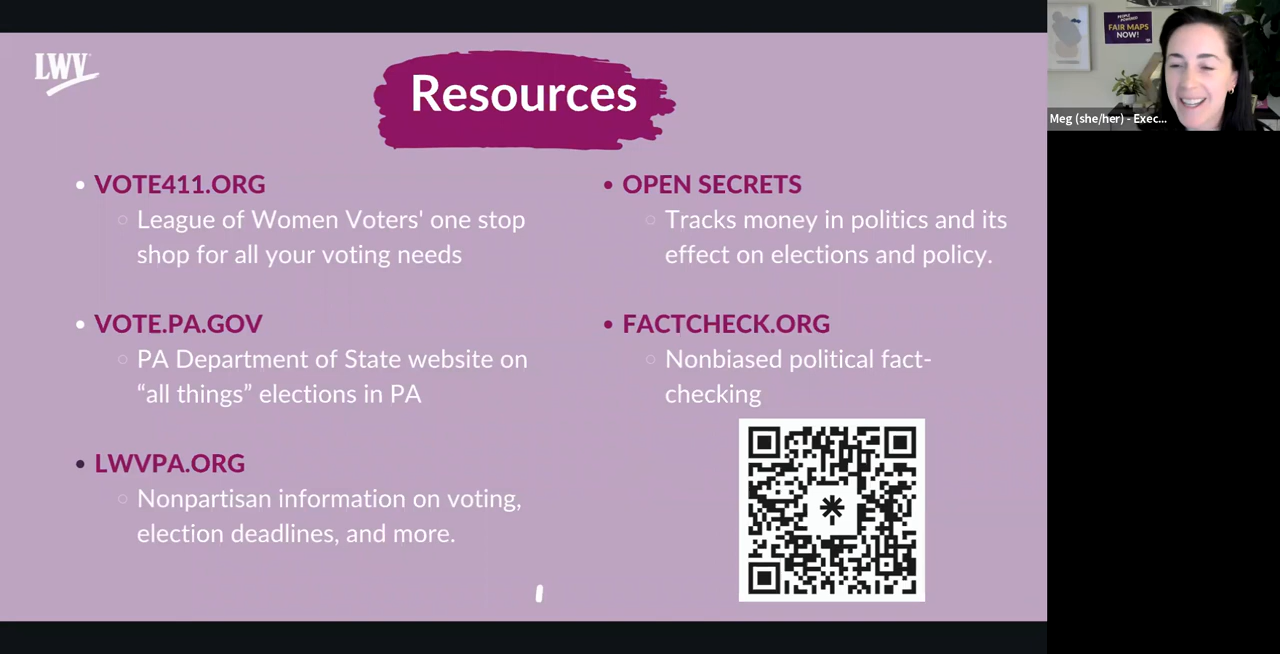 LWV
Resources
VOTE411.ORG
League of Women Voters' one stop
shop for all your voting needs
VOTE.PA.GOV
PA Department of State website on
“all things” elections in PA
LWVPA.ORG
Nonpartisan information on voting,
election deadlines, and more.
OPEN SECRETS
Tracks money in politics and its
effect on elections and policy.
FACTCHECK.ORG
Nonbiased political fact-
checking
PEOPLE
POWERED
FAIR MAPS
NOW!
Meg (she/her) - Exec...